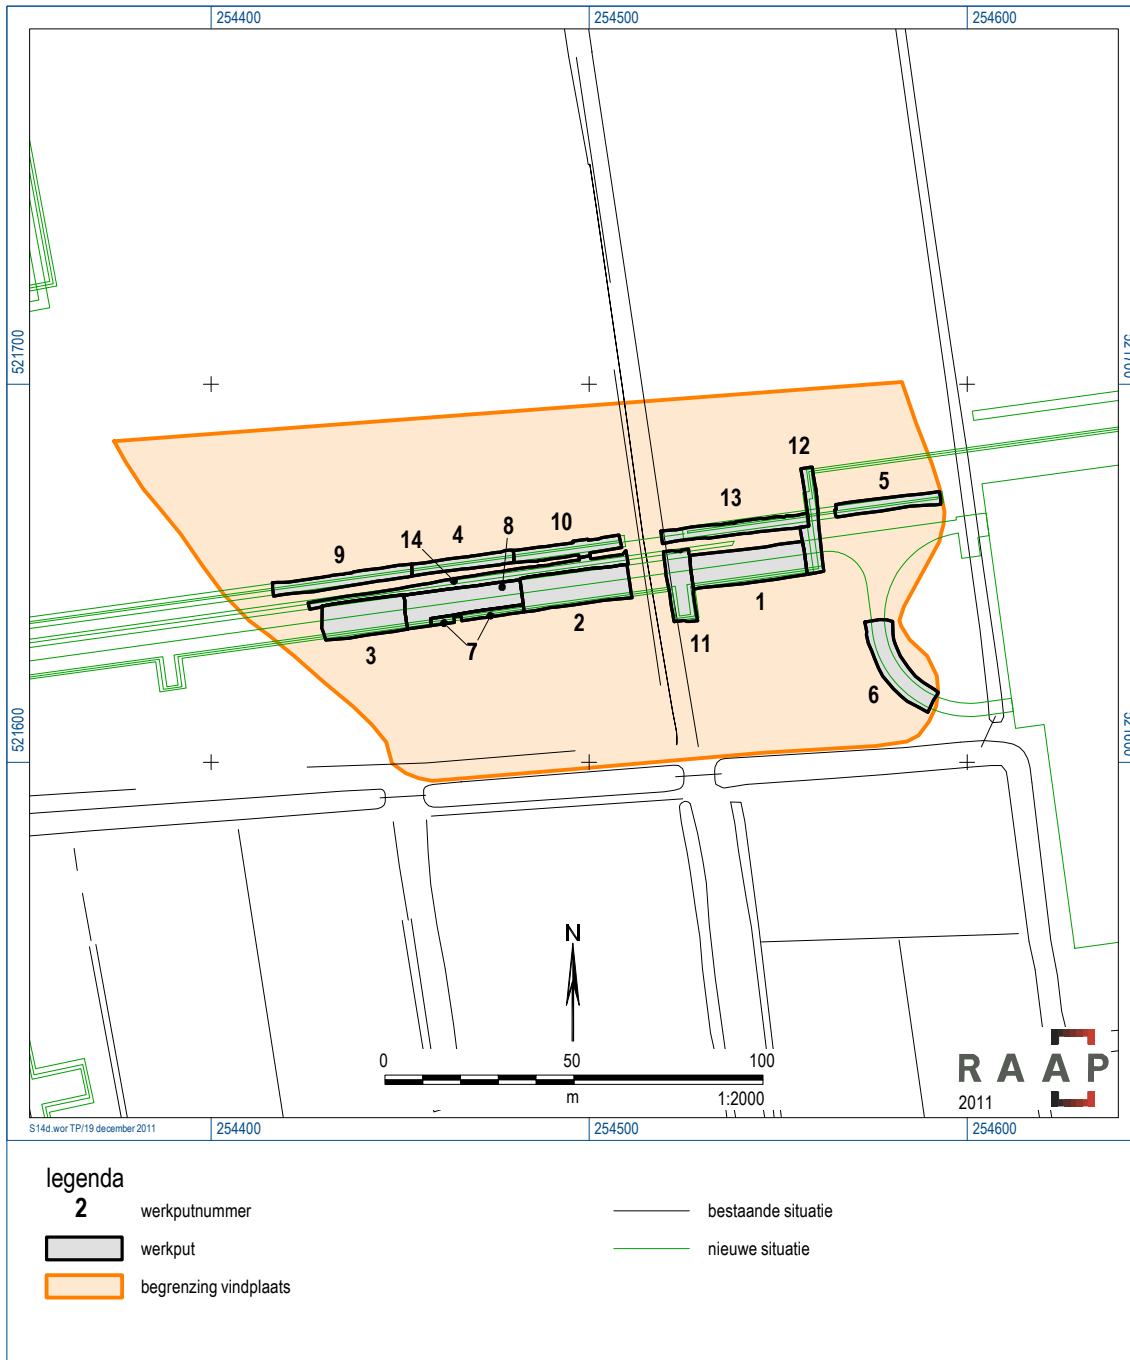 254400
254500
254600
521700
521700
12
5
13
10
8
4
14
9
1
2
11
3
7
6
521600
521600
N
0
50
100
m
1:2000
RAAP
2011
S14d.wor TP/19 december 2011
254400
254500
254600
legenda
2 werkputnummer
werkput
begrenzing vindplaats
bestaande situatie
nieuwe situatie